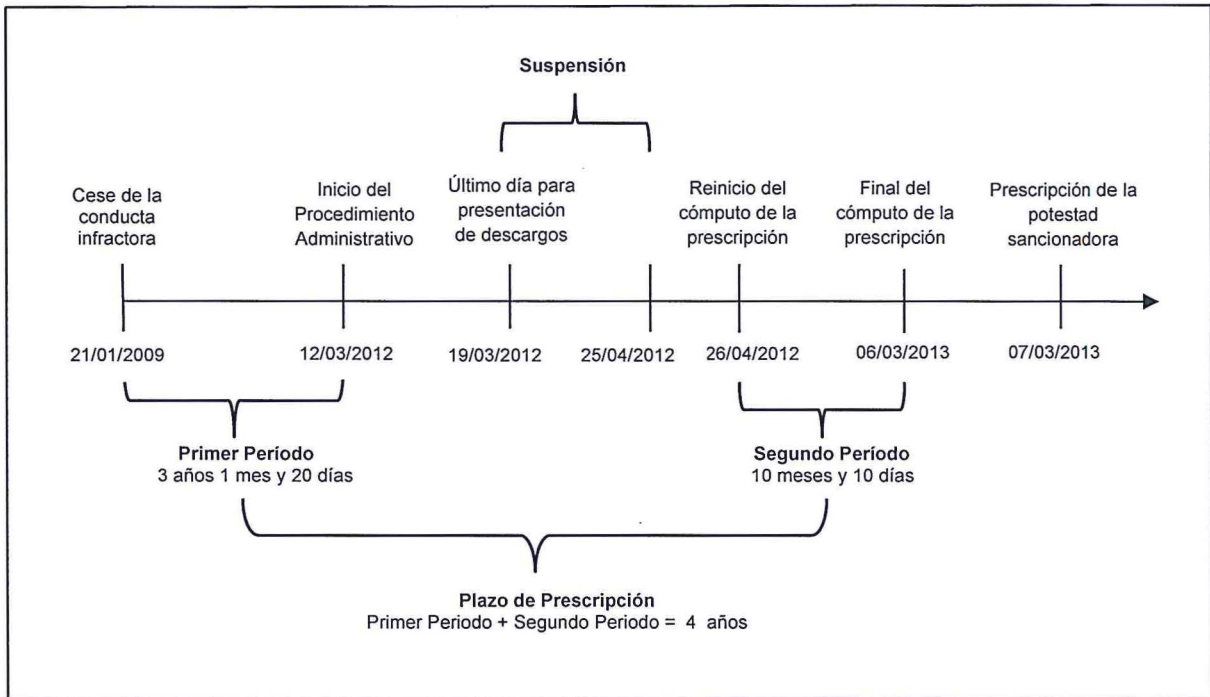 Suspensión
Cese de la
conducta
infractora
Inicio del
Procedimiento
Administrativo
Último día para
presentación
de descargos
Reinicio del
cómputo de la
prescripción
Final del
cómputo de la
prescripción
Prescripción de la
potestad
sancionadora
21/01/2009
12/03/2012
19/03/2012
25/04/2012
26/04/2012
06/03/2013
07/03/2013
Primer Período
3 años 1 mes y 20 días
Segundo Período
10 meses y 10 días
Plazo de Prescripción
Primer Periodo + Segundo Periodo = 4 años